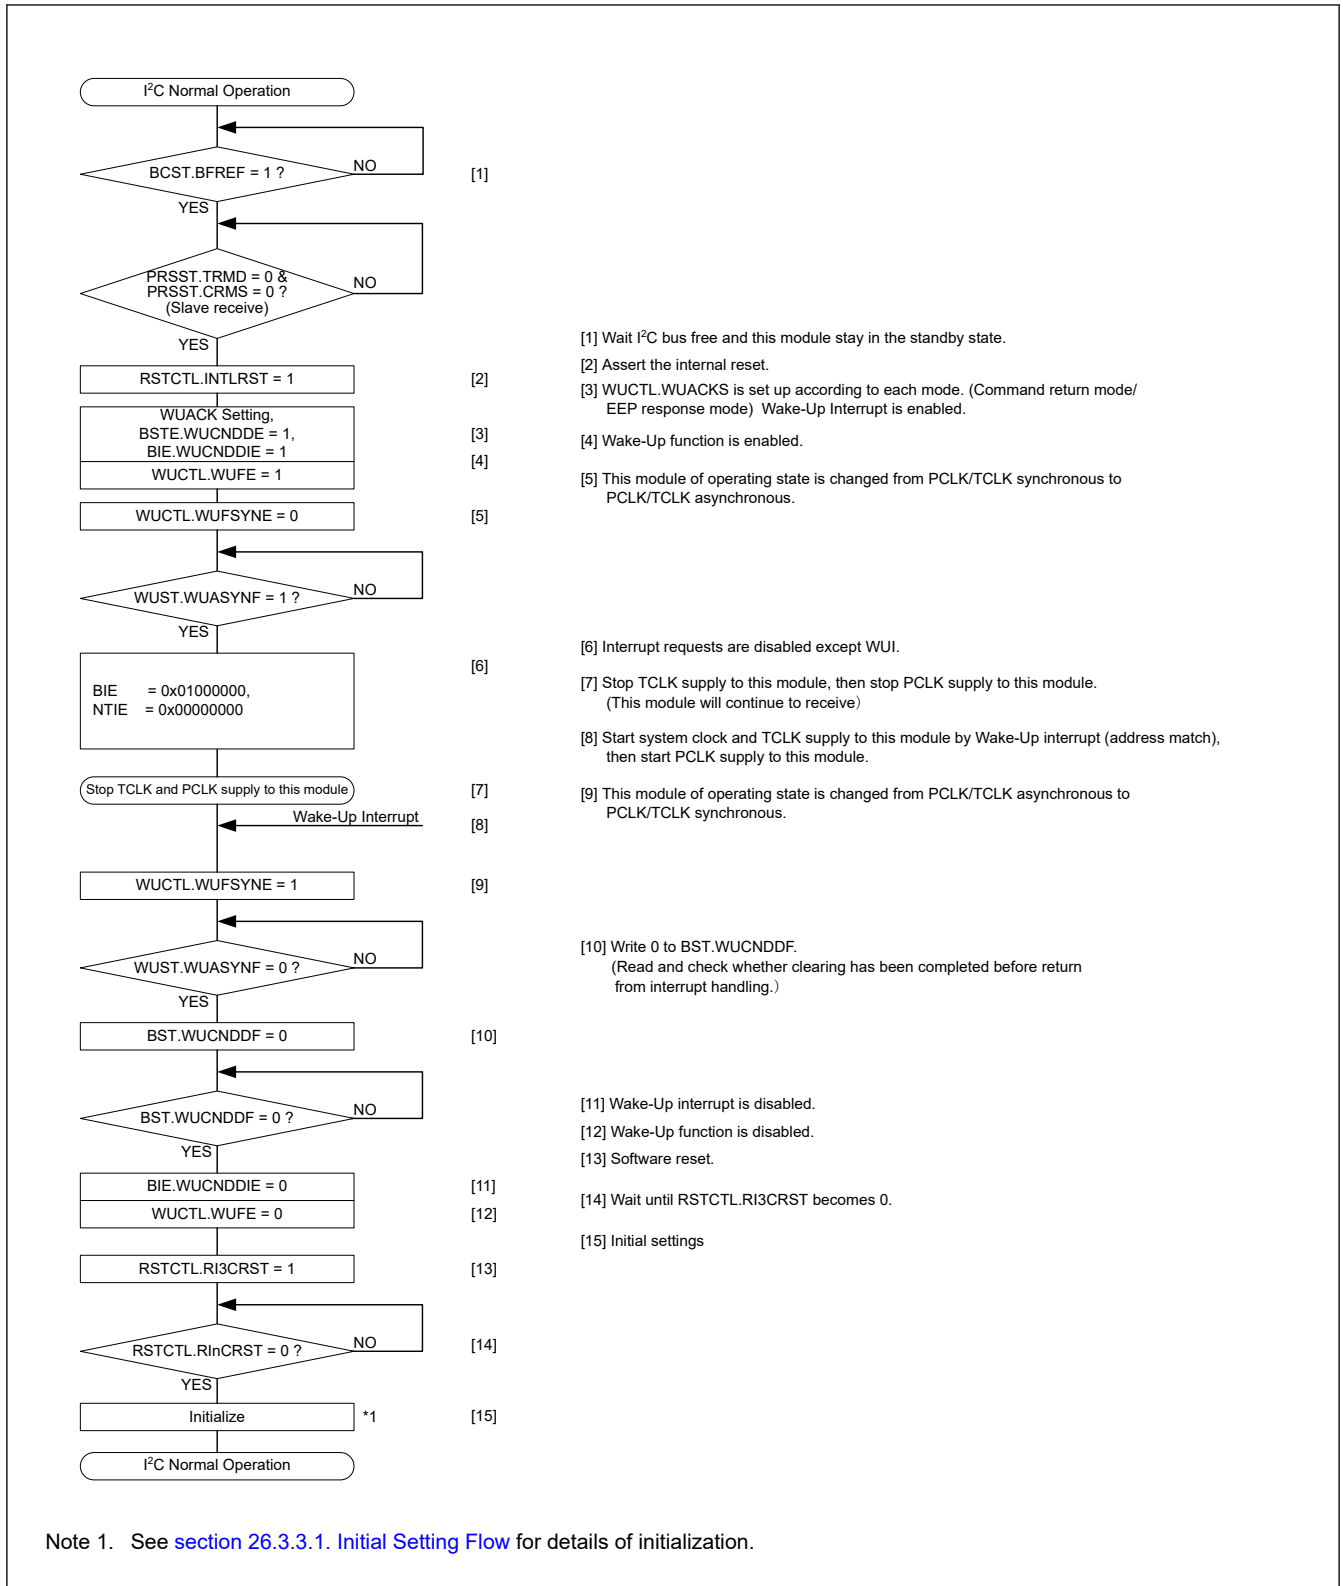 I²C Normal Operation
BCST.BFREF = 1 ?
NO
[1]
YES
PRSST.TRMD = 0 &
PRSST.CRMS = 0 ?
(Slave receive)
NO
YES
[1] Wait I²C bus free and this module stay in the standby state.
[2] Assert the internal reset.
RSTCTL.INTLRST = 1
[2]
[3] WUCTL.WUACKS is set up according to each mode. (Command return mode/
EEP response mode) Wake-Up Interrupt is enabled.
WUACK Setting,
BSTE.WUCNDDE = 1,
BIE.WUCNDDIE = 1
[3]
[4] Wake-Up function is enabled.
[4]
WUCTL.WUFE = 1
[5] This module of operating state is changed from PCLK/TCLK synchronous to
PCLK/TCLK asynchronous.
WUCTL.WUFSYNE = 0
[5]
WUST.WUASYNF = 1 ?
NO
YES
[6] Interrupt requests are disabled except WUI.
[6]
BIE = 0x01000000,
NTIE = 0x00000000
[7] Stop TCLK supply to this module, then stop PCLK supply to this module.
(This module will continue to receive）
[8] Start system clock and TCLK supply to this module by Wake-Up interrupt (address match),
then start PCLK supply to this module.
Stop TCLK and PCLK supply to this module
[7]
[9] This module of operating state is changed from PCLK/TCLK asynchronous to
PCLK/TCLK synchronous.
Wake-Up Interrupt
[8]
WUCTL.WUFSYNE = 1
[9]
WUST.WUASYNF = 0 ?
NO
YES
[10] Write 0 to BST.WUCNDDF.
(Read and check whether clearing has been completed before return
from interrupt handling.）
BST.WUCNDDF = 0
[10]
BST.WUCNDDF = 0 ?
NO
YES
[11] Wake-Up interrupt is disabled.
[12] Wake-Up function is disabled.
[13] Software reset.
BIE.WUCNDDIE = 0
[11]
WUCTL.WUFE = 0
[12]
[14] Wait until RSTCTL.RI3CRST becomes 0.
[15] Initial settings
RSTCTL.RI3CRST = 1
[13]
RSTCTL.RInCRST = 0 ?
NO
[14]
YES
Initialize
*1
[15]
I²C Normal Operation
Note 1. See section 26.3.3.1. Initial Setting Flow for details of initialization.